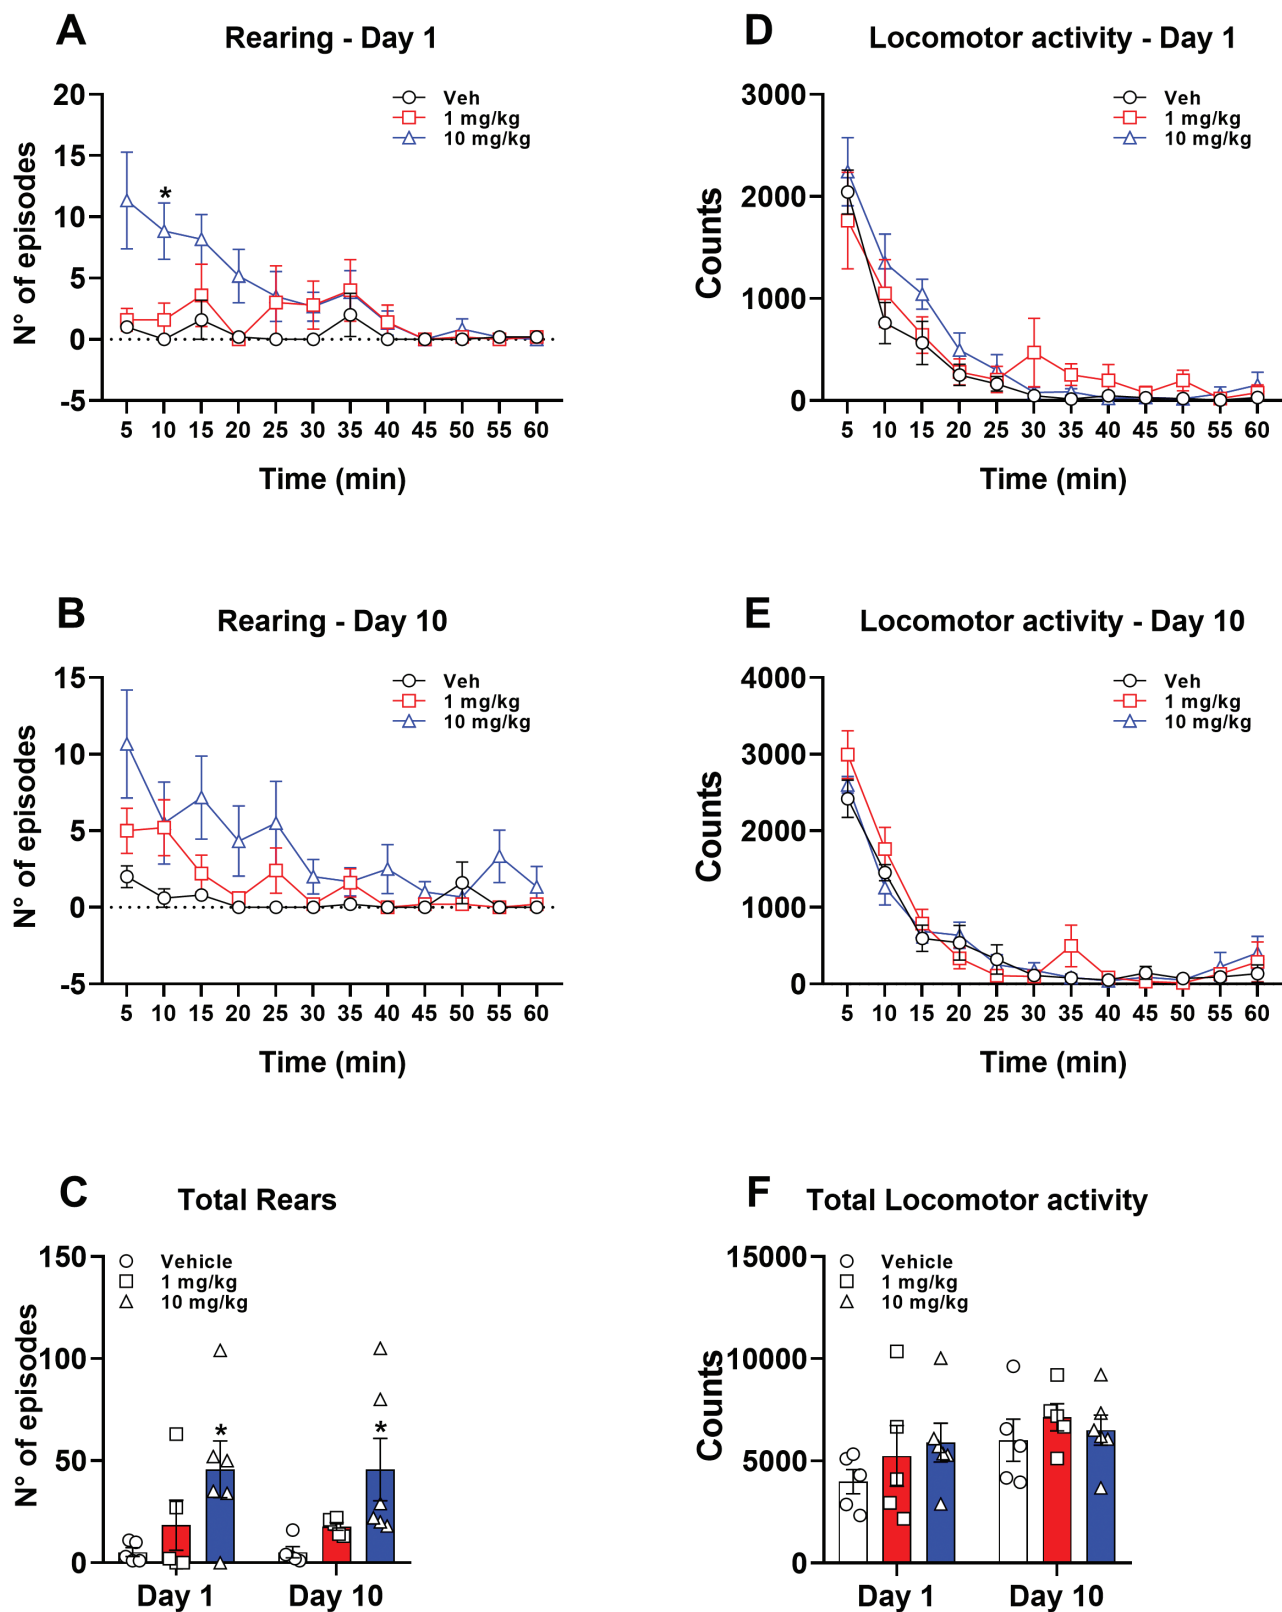 A
Rearing - Day 1
N° of episodes
20
15
10
5
0
-5
Veh
1 mg/kg
10 mg/kg
*
5 10 15 20 25 30 35 40 45 50 55 60
Time (min)
D
Locomotor activity - Day 1
Counts
3000
2000
1000
0
Veh
1 mg/kg
10 mg/kg
5 10 15 20 25 30 35 40 45 50 55 60
Time (min)
B
Rearing - Day 10
N° of episodes
15
10
5
0
-5
Veh
1 mg/kg
10 mg/kg
5 10 15 20 25 30 35 40 45 50 55 60
Time (min)
E
Locomotor activity - Day 10
Counts
4000
3000
2000
1000
0
Veh
1 mg/kg
10 mg/kg
5 10 15 20 25 30 35 40 45 50 55 60
Time (min)
C
Total Rears
N° of episodes
150
100
50
0
Vehicle
1 mg/kg
10 mg/kg
*
*
Day 1 Day 10
F
Total Locomotor activity
Counts
15000
10000
5000
0
Vehicle
1 mg/kg
10 mg/kg
Day 1 Day 10